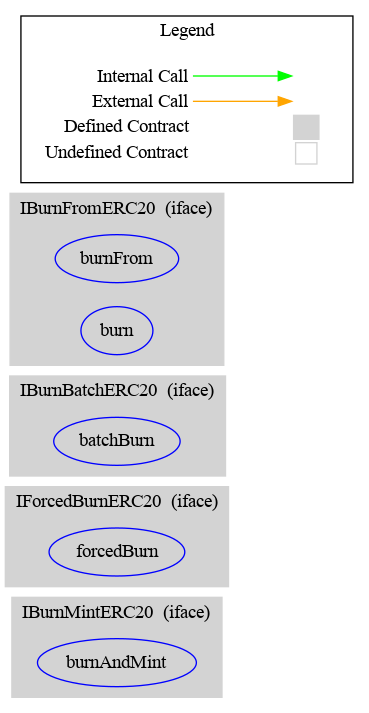 Legend
Internal Call
External Call
Defined Contract
Undefined Contract
IBurnFromERC20 (iface)
burnFrom
burn
IBurnBatchERC20 (iface)
batchBurn
IForcedBurnERC20 (iface)
forcedBurn
IBurnMintERC20 (iface)
burnAndMint